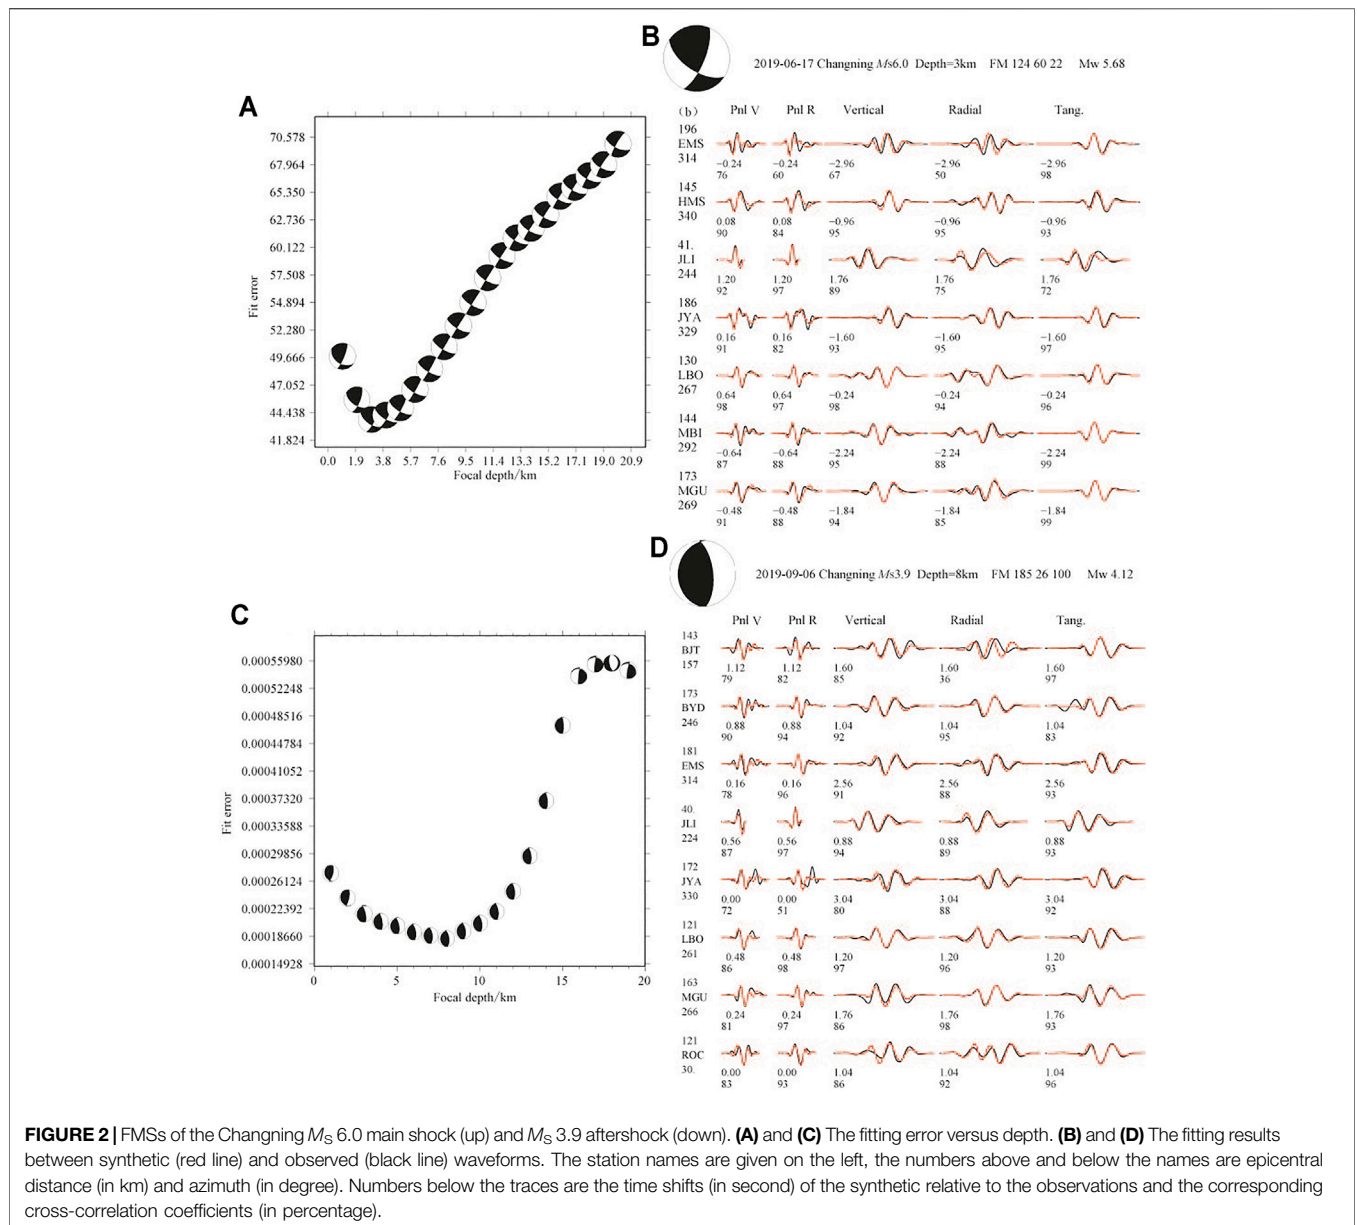 A
70.578
67.964
65.350
62.736
60.122
57.508
54.894
52.280
49.666
47.052
44.438
41.824
Fit error
0.0 1.9 3.8 5.7 7.6 9.5 11.4 13.3 15.2 17.1 19.0 20.9
Focal depth/km
B
2019-06-17 Changning Ms6.0 Depth=3km FM 124 60 22 Mw 5.68
(b) Pnl V Pnl R Vertical Radial Tang.
196
EMS
314
−0.24 −0.24 −2.96 −2.96 −2.96
76 60 67 50 98
145
HMS
340
0.08 0.08 −0.96 −0.96 −0.96
90 84 95 95 93
41.
JLI
244
1.20 1.20 1.76 1.76 1.76
92 97 89 75 72
186
JYA
329
0.16 0.16 −1.60 −1.60 −1.60
91 82 93 95 97
130
LBO
267
0.64 0.64 −0.24 −0.24 −0.24
98 97 98 94 96
144
MBI
292
−0.64 −0.64 −2.24 −2.24 −2.24
87 88 95 88 99
173
MGU
269
−0.48 −0.48 −1.84 −1.84 −1.84
91 88 94 85 99
C
0.00055980
0.00052248
0.00048516
0.00044784
0.00041052
0.00037320
0.00033588
0.00029856
0.00026124
0.00022392
0.00018660
0.00014928
Fit error
0 5 10 15 20
Focal depth/km
D
2019-09-06 Changning Ms3.9 Depth=8km FM 185 26 100 Mw 4.12
Pnl V Pnl R Vertical Radial Tang.
143
BJT
157
1.12 1.12 1.60 1.60 1.60
79 82 85 36 97
173
BYD
246
0.88 0.88 1.04 1.04 1.04
90 94 92 95 83
181
EMS
314
0.16 0.16 2.56 2.56 2.56
78 96 91 88 93
40.
JLI
224
0.56 0.56 0.88 0.88 0.88
87 97 94 89 93
172
JYA
330
0.00 0.00 3.04 3.04 3.04
72 51 80 88 92
121
LBO
261
0.48 0.48 1.20 1.20 1.20
86 98 97 96 93
163
MGU
266
0.24 0.24 1.76 1.76 1.76
81 97 86 98 93
121
ROC
30.
0.00 0.00 1.04 1.04 1.04
83 93 86 92 96
FIGURE 2 | FMSs of the Changning MS 6.0 main shock (up) and MS 3.9 aftershock (down). (A) and (C) The fitting error versus depth. (B) and (D) The fitting results
between synthetic (red line) and observed (black line) waveforms. The station names are given on the left, the numbers above and below the names are epicentral
distance (in km) and azimuth (in degree). Numbers below the traces are the time shifts (in second) of the synthetic relative to the observations and the corresponding
cross-correlation coefficients (in percentage).